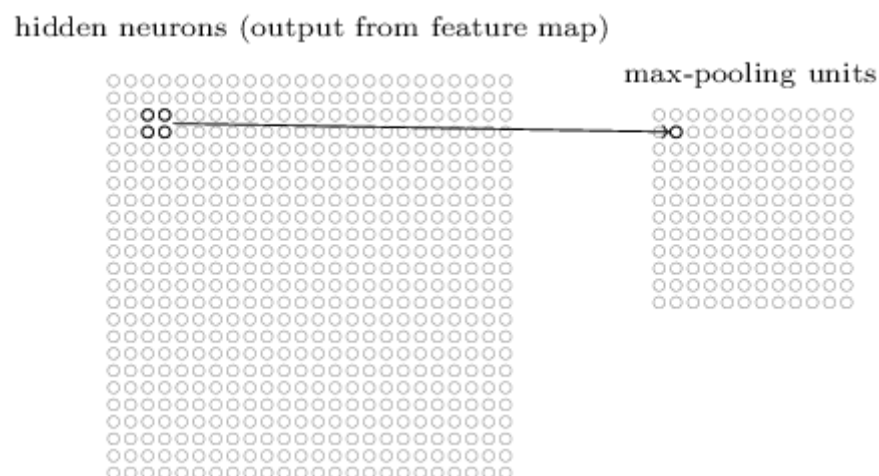 hidden neurons (output from feature map)
max-pooling units